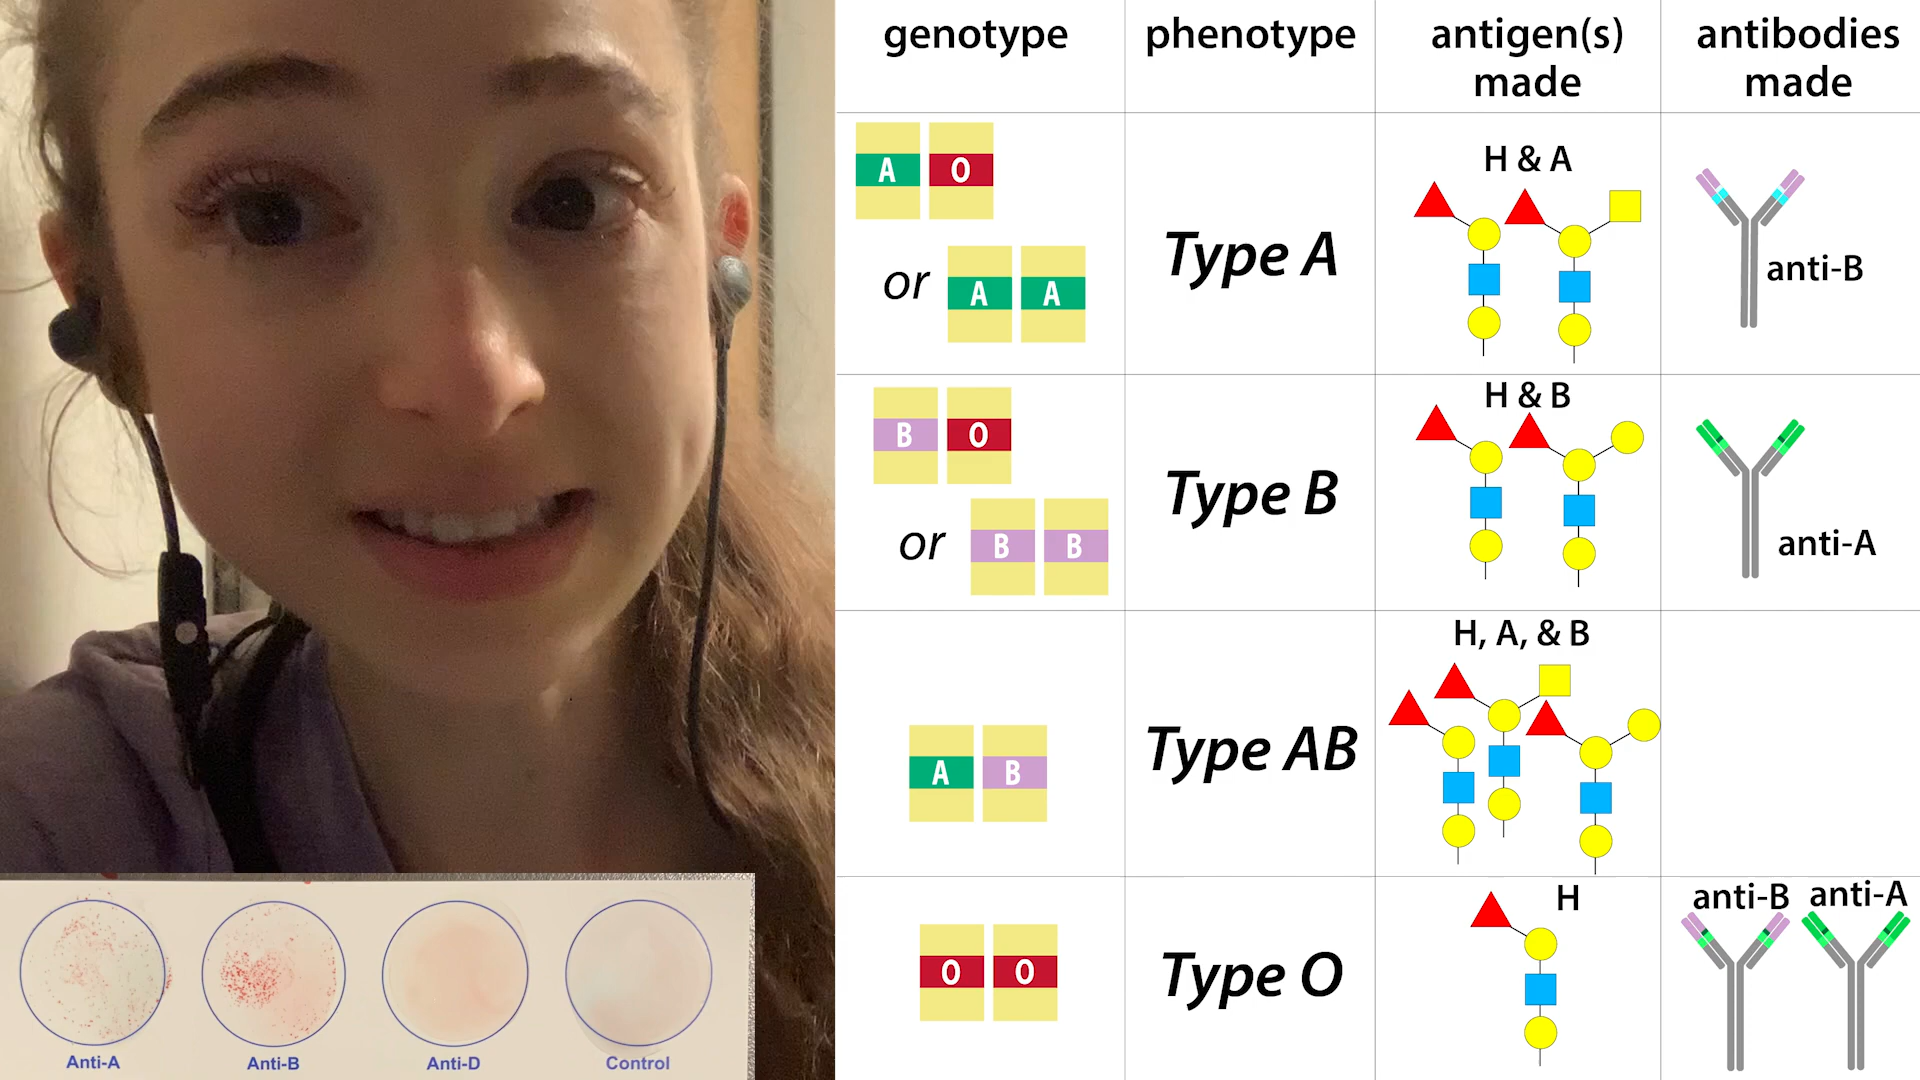 genotype
phenotype
antigen(s)
made
antibodies
made
A O
or
A A
Type A
H & A
anti-B
B O
or
B B
Type B
H & B
anti-A
A B
Type AB
H, A, & B
O O
Type O
H
anti-B
anti-A
Anti-A
Anti-B
Anti-D
Control